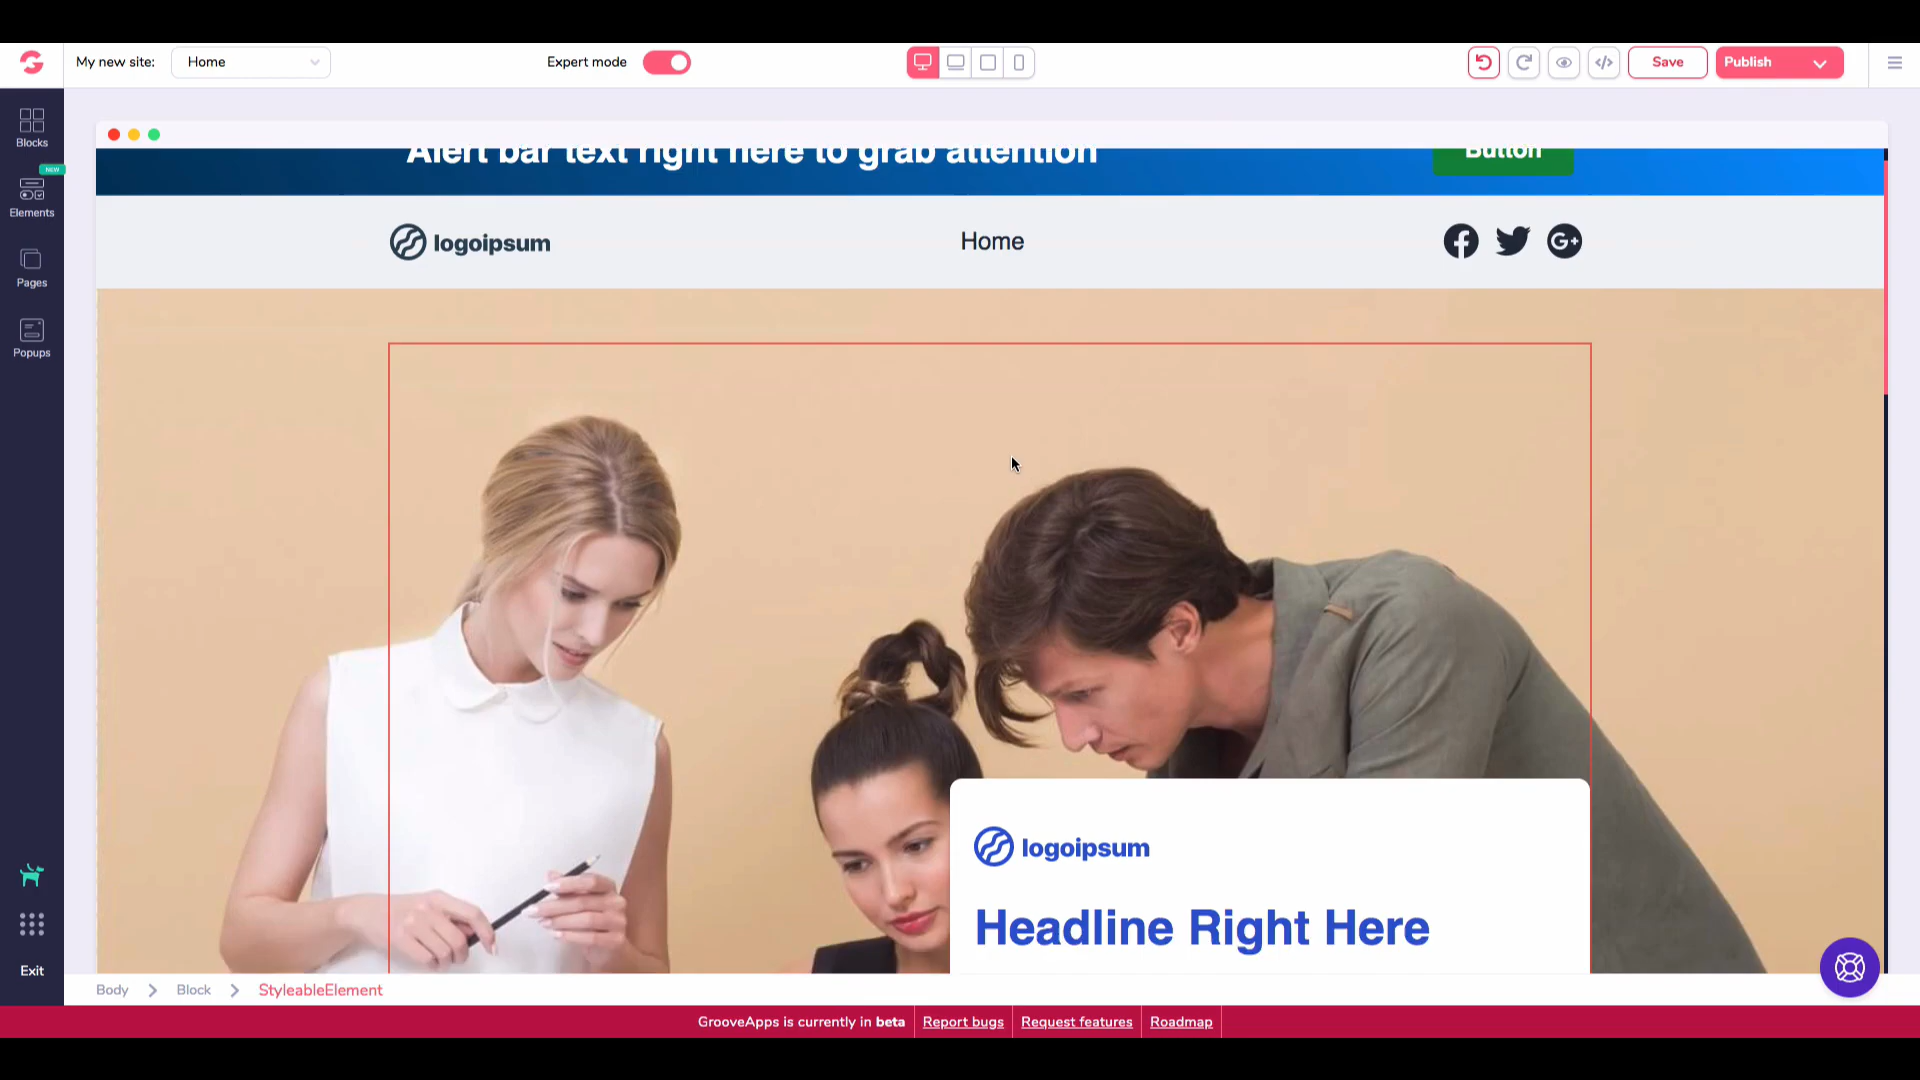 My new site:
Home
Expert mode
Save
Publish
Blocks
NEW
Elements
Pages
Popups
Exit
Alert bar text right here to grab attention
Button
logoipsum
Home
logoipsum
Headline Right Here
Body
Block
StyleableElement
GrooveApps is currently in beta
Report bugs
Request features
Roadmap